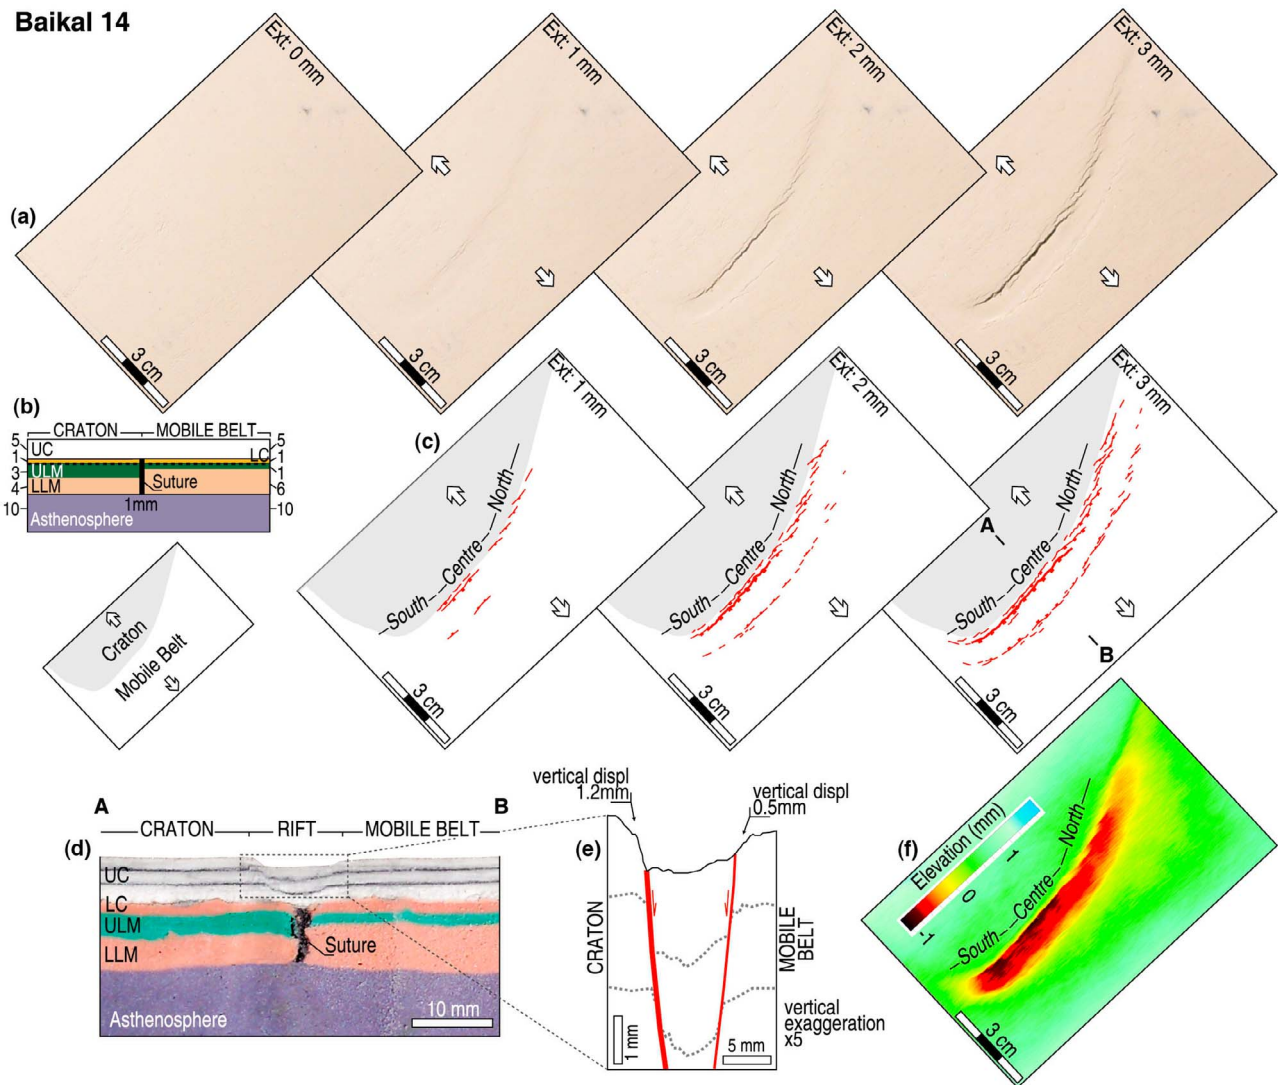 Baikal 14
Ext: 0 mm
Ext: 1 mm
Ext: 2 mm
Ext: 3 mm
(a)
3 cm
3 cm
3 cm
3 cm
(b)
CRATON
MOBILE BELT
5
UC
5
1
LC
1
3
ULM
1
4
LLM
Suture
6
1mm
10
Asthenosphere
10
Craton
Mobile Belt
(c)
Ext: 1 mm
South
Centre
North
3 cm
Ext: 2 mm
South
Centre
North
3 cm
Ext: 3 mm
A
South
Centre
North
B
3 cm
A
B
CRATON
RIFT
MOBILE BELT
(d)
UC
LC
ULM
LLM
Suture
Asthenosphere
10 mm
vertical displ
1.2mm
vertical displ
0.5mm
(e)
CRATON
MOBILE
BELT
vertical
exaggeration
x5
1 mm
5 mm
(f)
Elevation (mm)
1
0
-1
South
Centre
North
3 cm